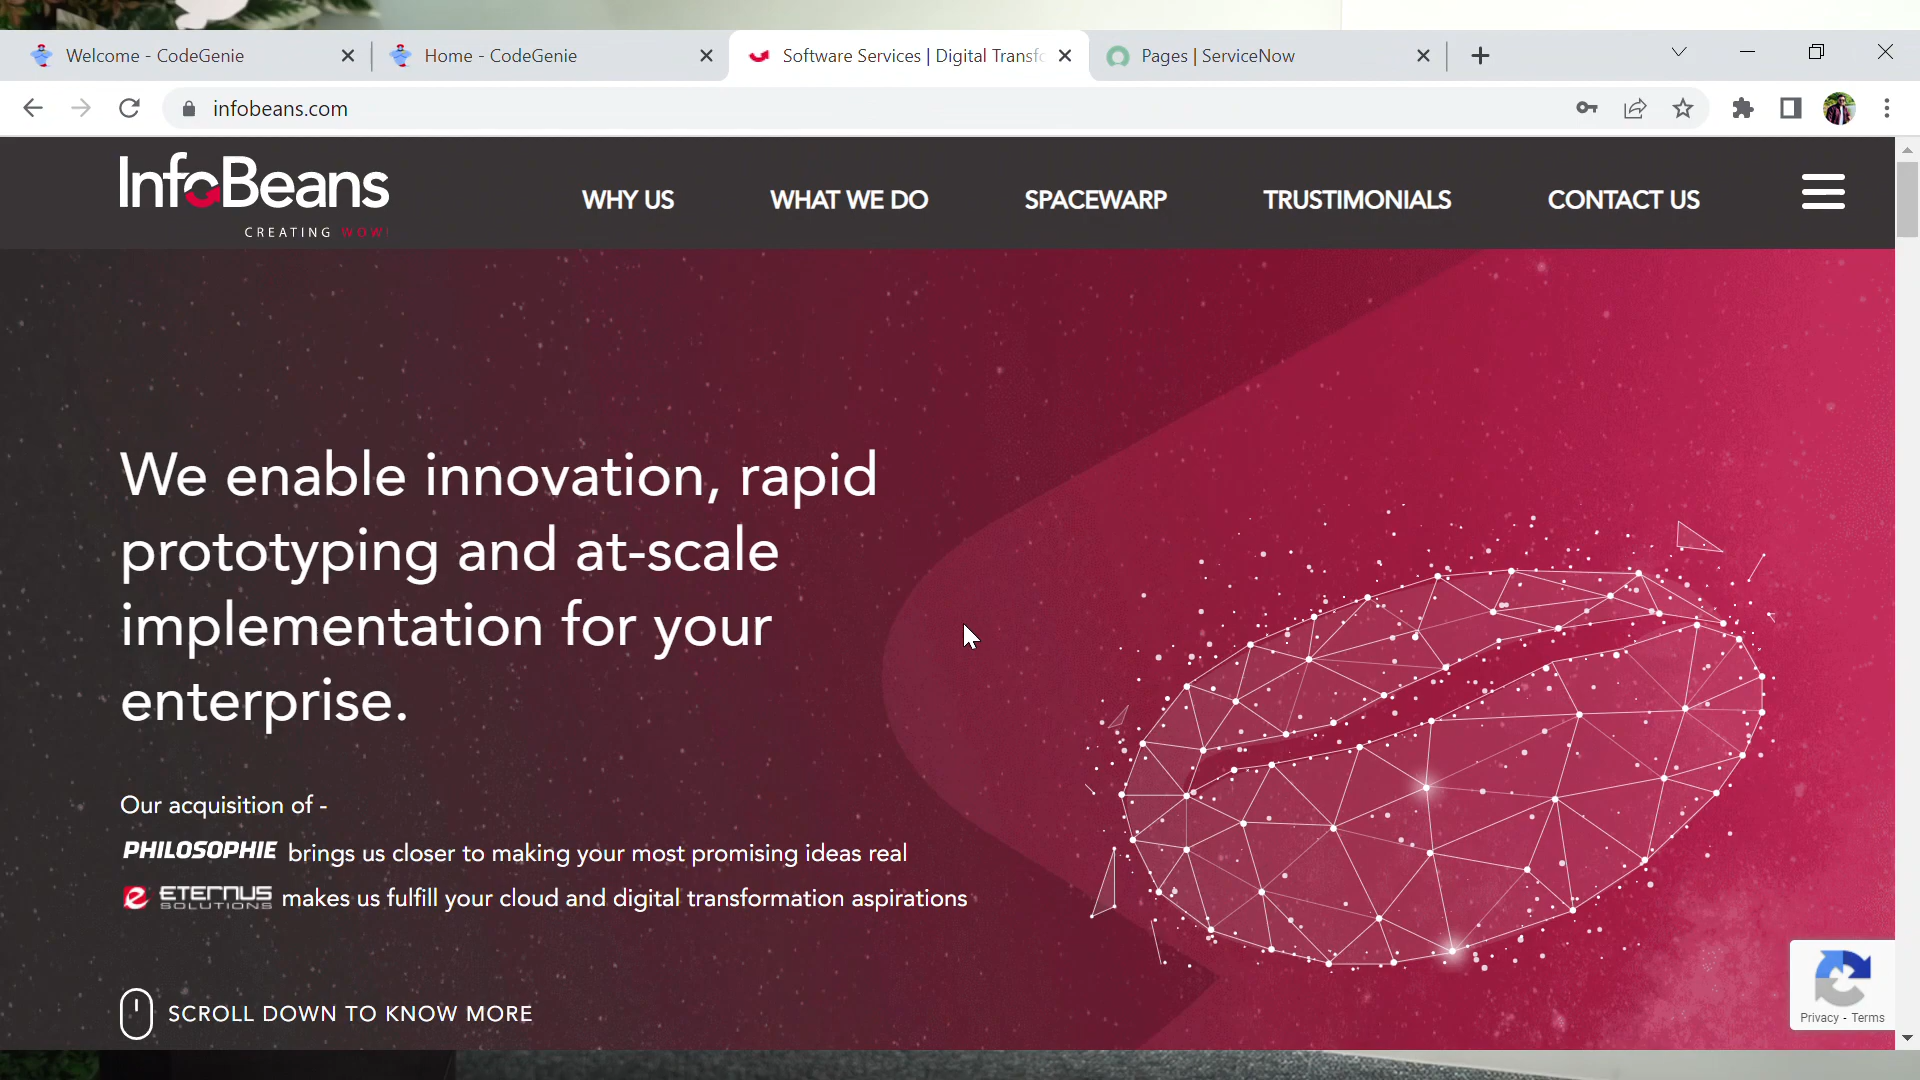 Welcome - CodeGenie
Home - CodeGenie
Software Services | Digital Transfo
Pages | ServiceNow
infobeans.com
InfoBeans
CREATING WOW!
WHY US
WHAT WE DO
SPACEWARP
TRUSTIMONIALS
CONTACT US
We enable innovation, rapid
prototyping and at-scale
implementation for your
enterprise.
Our acquisition of -
PHILOSOPHIE brings us closer to making your most promising ideas real
ETERNUS SOLUTIONS makes us fulfill your cloud and digital transformation aspirations
SCROLL DOWN TO KNOW MORE
Privacy - Terms